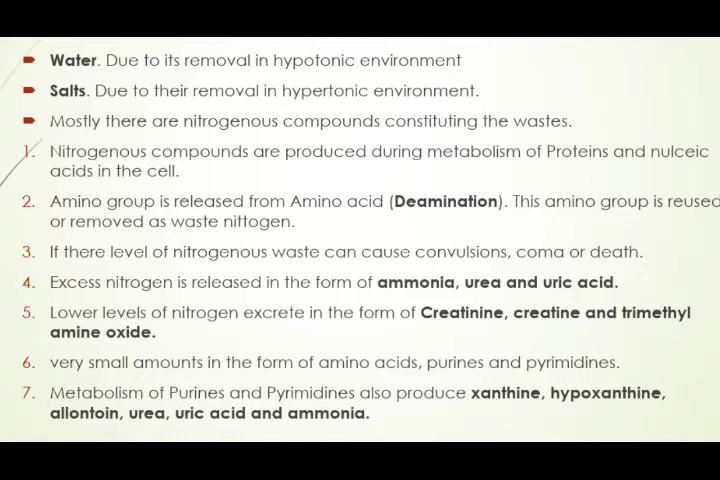 Water. Due to its removal in hypotonic environment
Salts. Due to their removal in hypertonic environment.
Mostly there are nitrogenous compounds constituting the wastes.
1. Nitrogenous compounds are produced during metabolism of Proteins and nulceic
acids in the cell.
2. Amino group is released from Amino acid (Deamination). This amino group is reused
or removed as waste nittogen.
3. If there level of nitrogenous waste can cause convulsions, coma or death.
4. Excess nitrogen is released in the form of ammonia, urea and uric acid.
5. Lower levels of nitrogen excrete in the form of Creatinine, creatine and trimethyl
amine oxide.
6. very small amounts in the form of amino acids, purines and pyrimidines.
7. Metabolism of Purines and Pyrimidines also produce xanthine, hypoxanthine,
allontoin, urea, uric acid and ammonia.